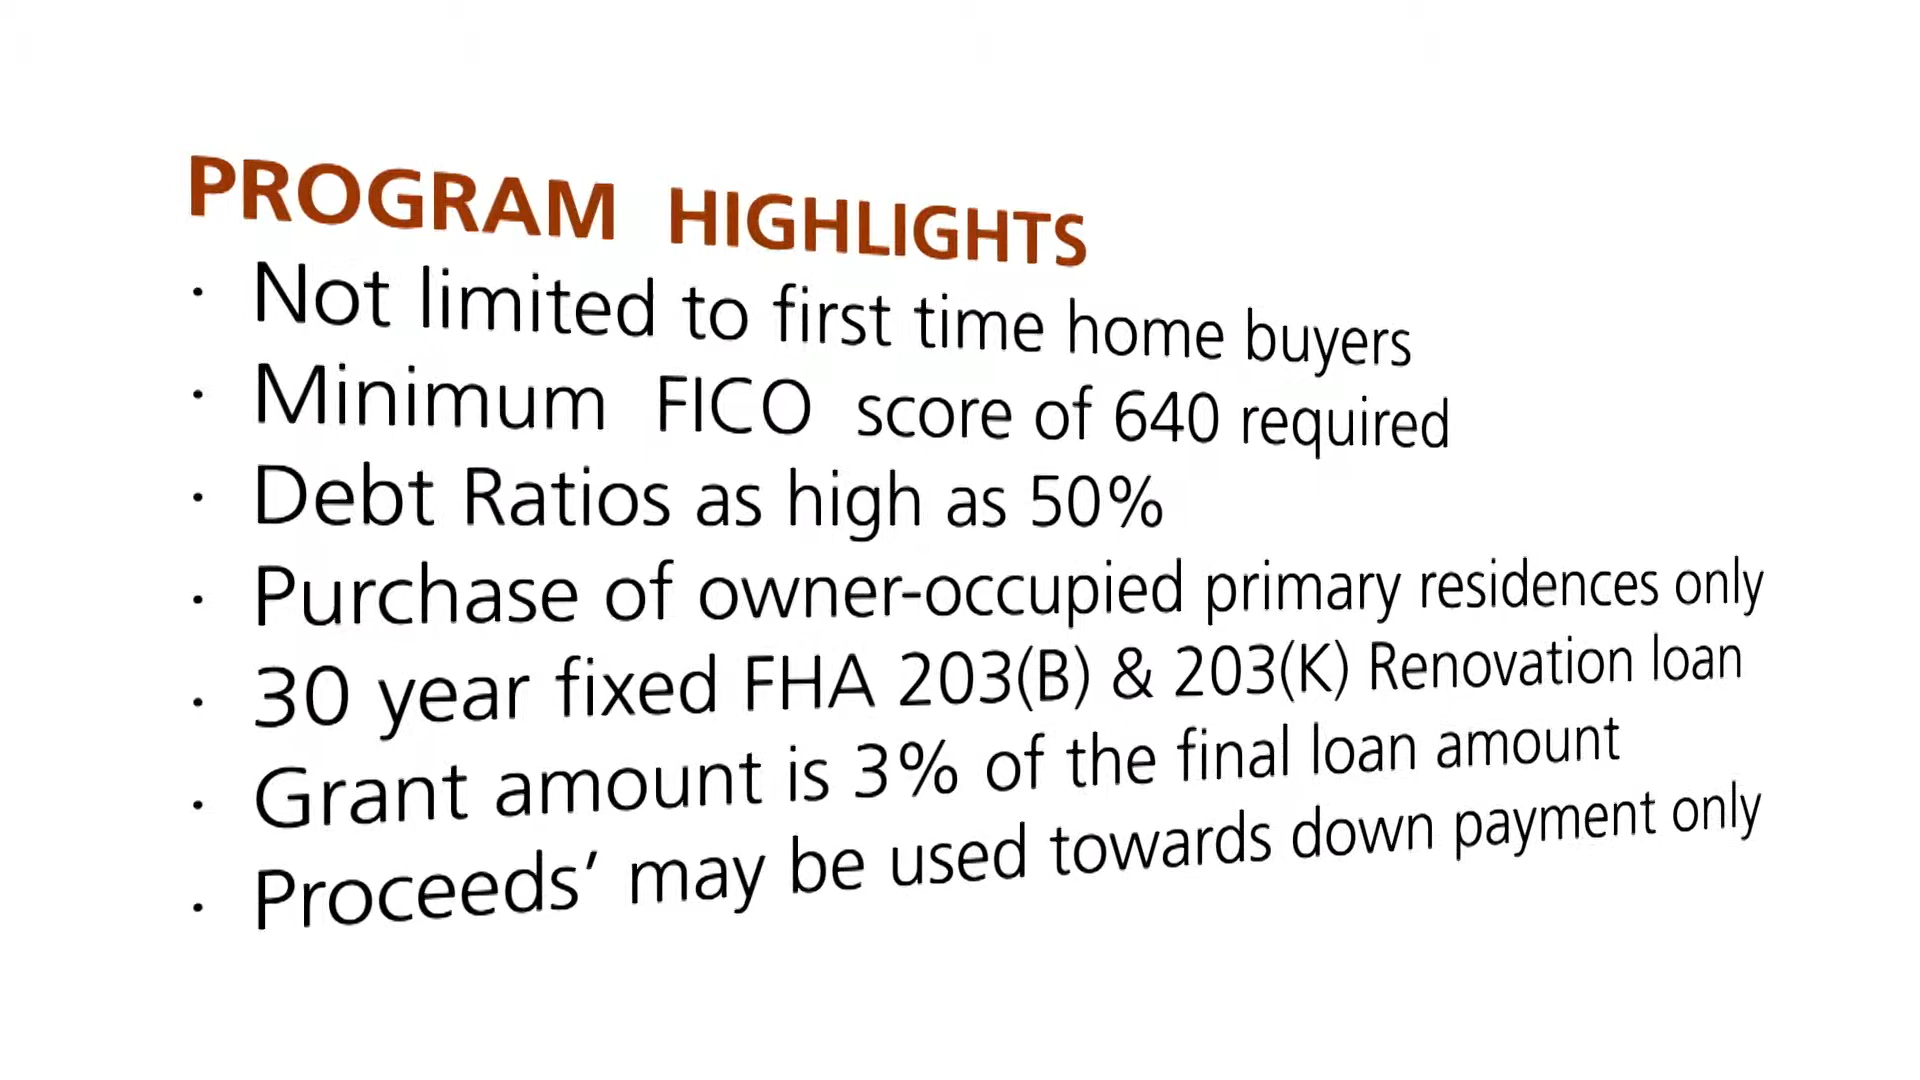 PROGRAM HIGHLIGHTS
· Not limited to first time home buyers
· Minimum FICO score of 640 required
· Debt Ratios as high as 50%
· Purchase of owner-occupied primary residences only
· 30 year fixed FHA 203(B) & 203(K) Renovation loan
· Grant amount is 3% of the final loan amount
· Proceeds’ may be used towards down payment only